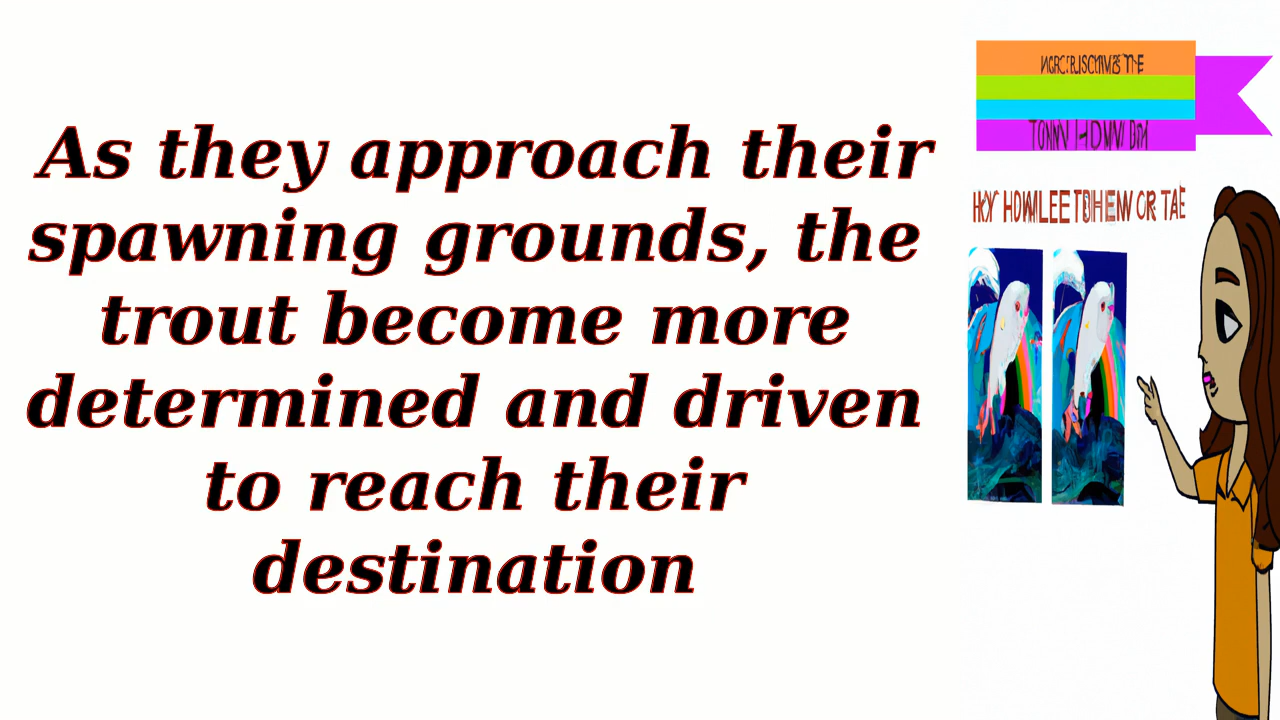 As they approach their
spawning grounds, the
trout become more
determined and driven
to reach their
destination